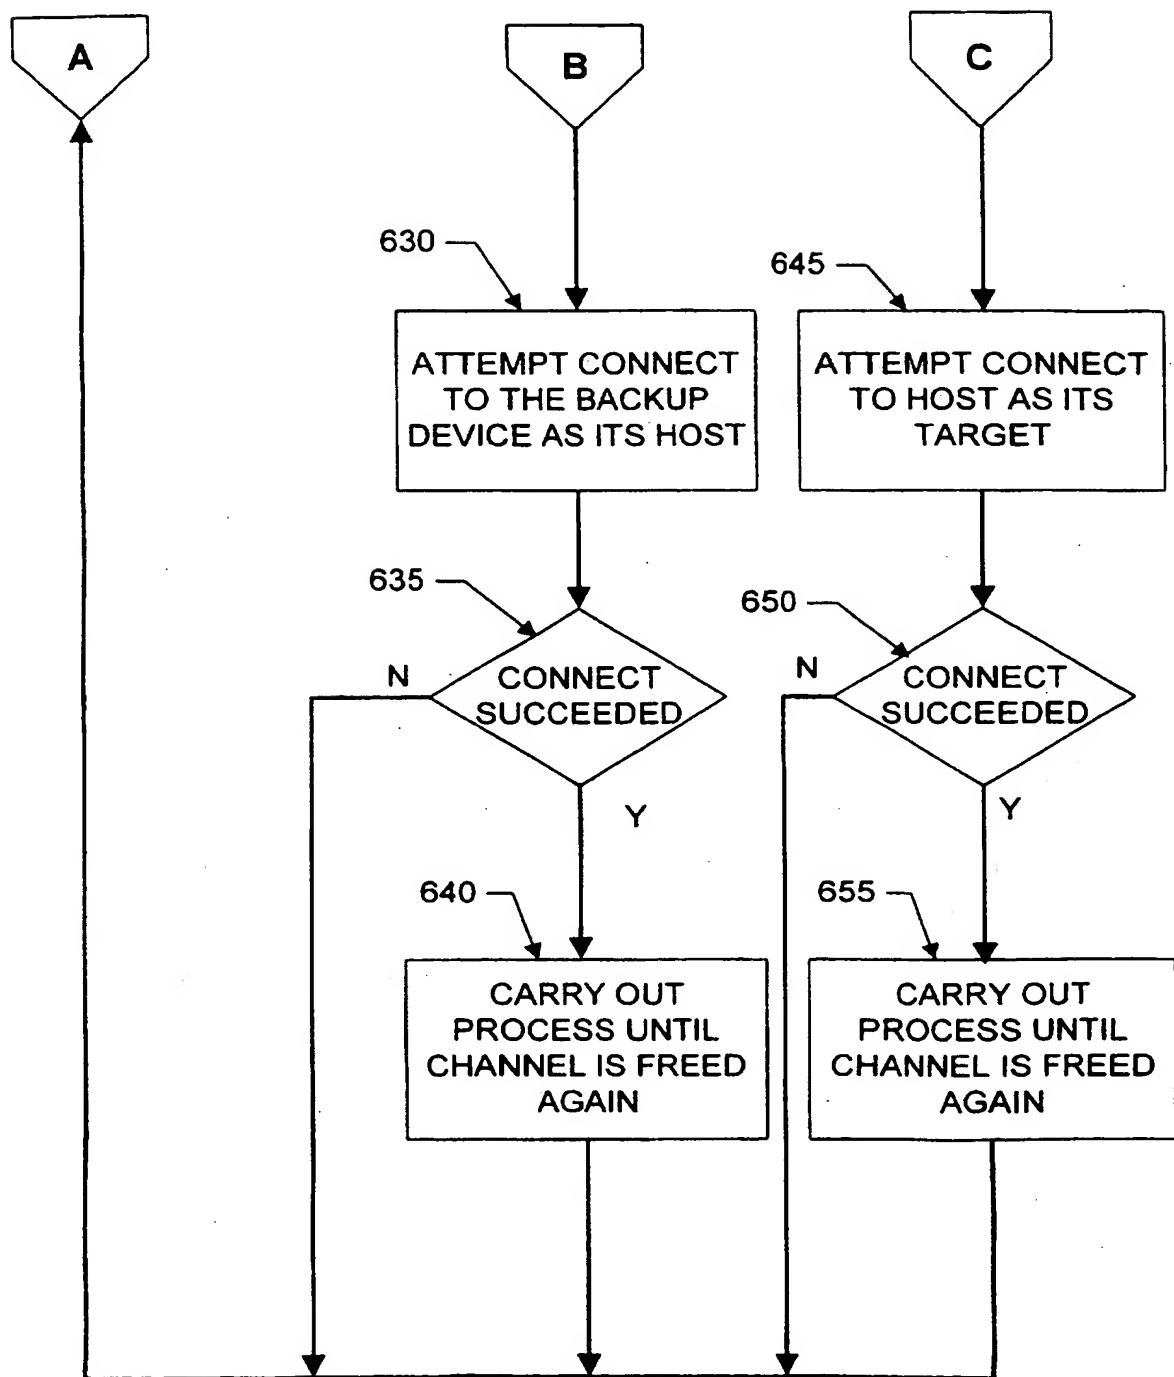 A
B
C
630
645
ATTEMPT CONNECT
TO THE BACKUP
DEVICE AS ITS HOST
ATTEMPT CONNECT
TO HOST AS ITS
TARGET
635
650
N
CONNECT
SUCCEEDED
N
CONNECT
SUCCEEDED
Y
Y
640
655
CARRY OUT
PROCESS UNTIL
CHANNEL IS FREED
AGAIN
CARRY OUT
PROCESS UNTIL
CHANNEL IS FREED
AGAIN